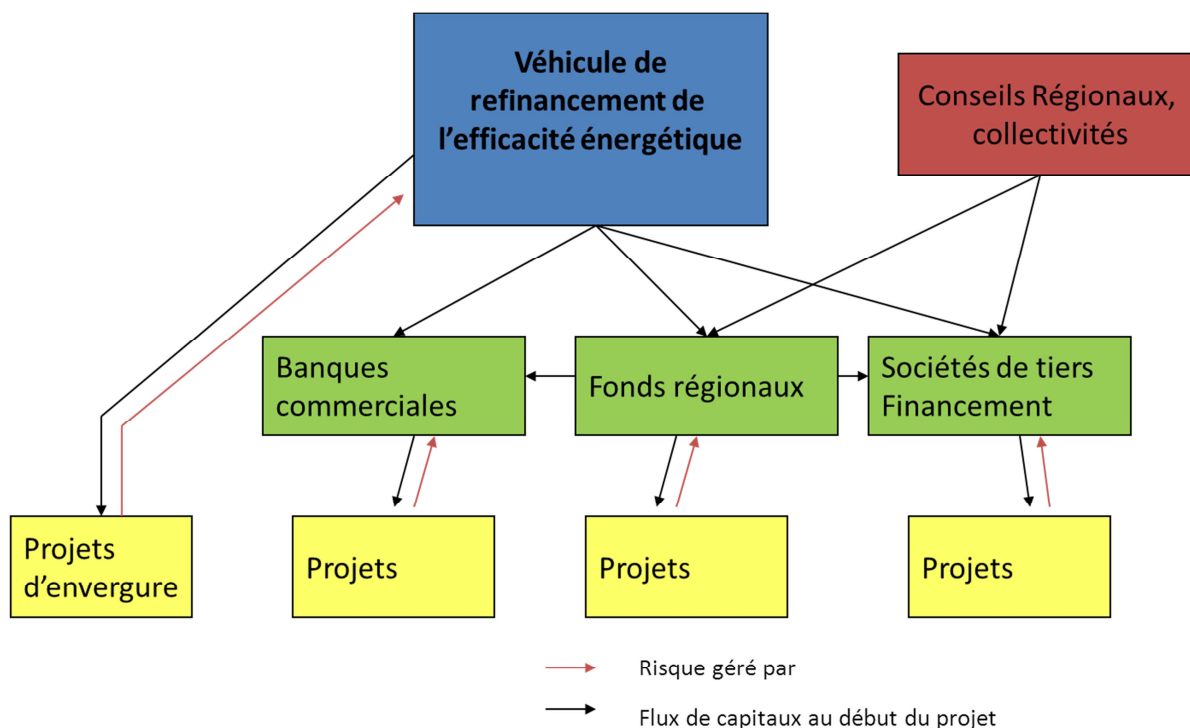 Véhicule de
refinancement de
l'efficacité énergétique
Conseils Régionaux,
collectivités
Banques
commerciales
Fonds régionaux
Sociétés de tiers
Financement
Projets
d'envergure
Projets
Projets
Projets
Risque géré par
Flux de capitaux au début du projet